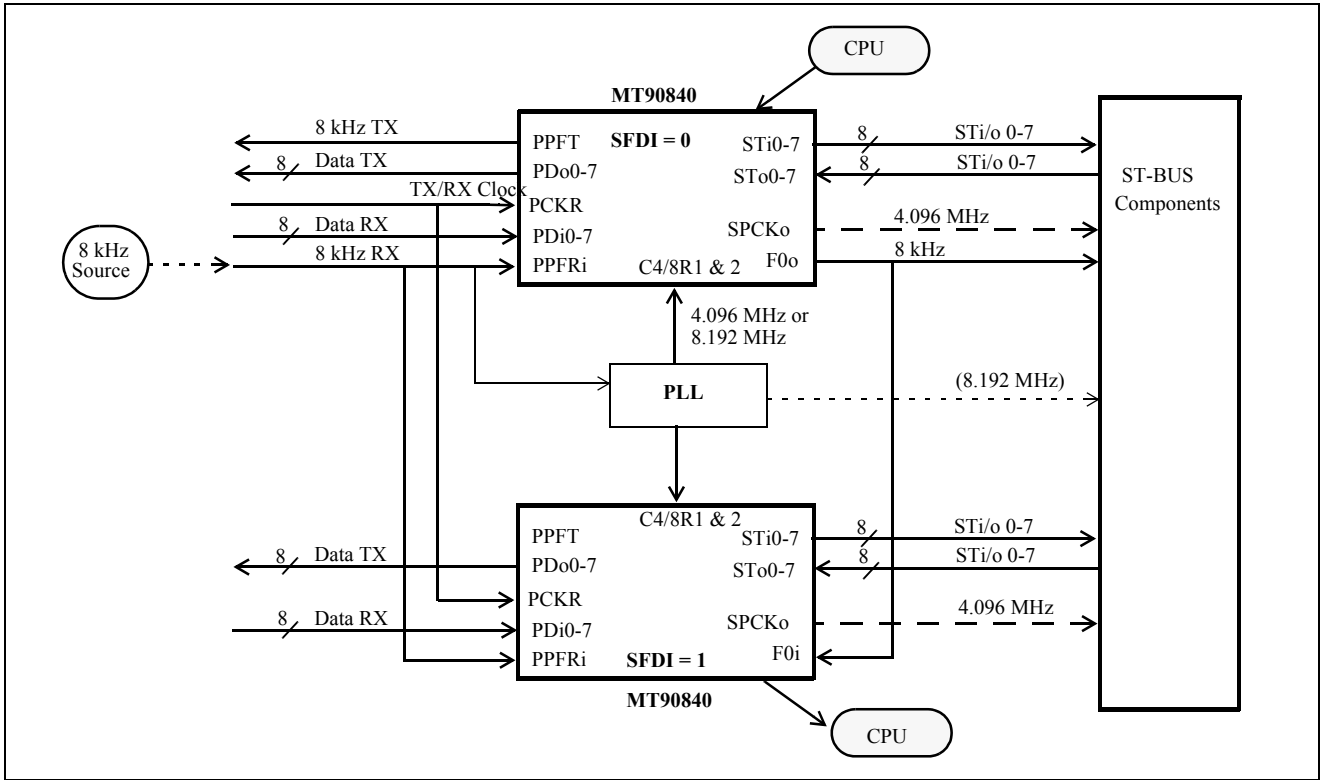 CPU
MT90840
8 kHz TX
PPFT
SFDI = 0
STi0-7
8
STi/o 0-7
8
Data TX
PDo0-7
STo0-7
8
STi/o 0-7
ST-BUS
Components
TX/RX Clock
PCKR
8
Data RX
PDi0-7
SPCKo
4.096 MHz
8 kHz
Source
8 kHz RX
PPFRi
C4/8R1 & 2
F0o
8 kHz
4.096 MHz or
8.192 MHz
PLL
(8.192 MHz)
C4/8R1 & 2
PPFT
STi0-7
8
STi/o 0-7
8
Data TX
PDo0-7
STo0-7
8
STi/o 0-7
PCKR
8
Data RX
PDi0-7
SPCKo
4.096 MHz
PPFRi
SFDI = 1
F0i
MT90840
CPU